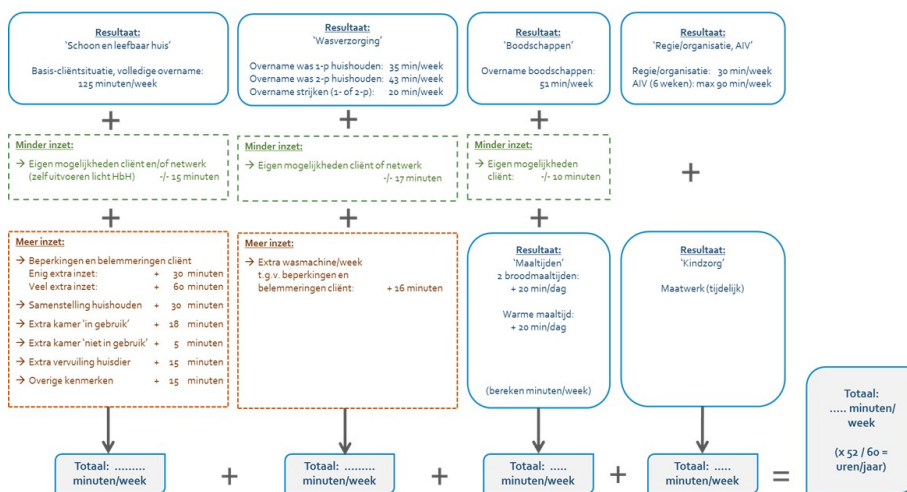 Resultaat:
'Schoon en leefbaar huis'
Basis-cliëntsituatie, volledige overname:
125 minuten/week
Resultaat:
'Wasverzorging'
Overname was 1-p huishouden: 35 min/week
Overname was 2-p huishouden: 43 min/week
Overname strijken (1- of 2-p): 20 min/week
Resultaat:
'Boodschappen'
Overname boodschappen:
51 min/week
Resultaat:
'Regie/organisatie, AIV'
Regie/organisatie: 30 min/week
AIV (6 weken): max 90 min/week
+
+
+
Minder inzet:
→ Eigen mogelijkheden cliënt en/of netwerk
(zelf uitvoeren licht HbH) -/- 15 minuten
Minder inzet:
→ Eigen mogelijkheden cliënt of netwerk
-/- 17 minuten
Minder inzet:
→ Eigen mogelijkheden
cliënt: -/- 10 minuten
+
+
+
+
Meer inzet:
→ Beperkingen en belemmeringen cliënt
Enig extra inzet: + 30 minuten
Veel extra inzet: + 60 minuten
→ Samenstelling huishouden + 30 minuten
→ Extra kamer 'in gebruik' + 18 minuten
→ Extra kamer 'niet in gebruik' + 5 minuten
→ Extra vervuiling huisdier + 15 minuten
→ Overige kenmerken + 15 minuten
Meer inzet:
→ Extra wasmachine/week
t.g.v. beperkingen en
belemmeringen cliënt: + 16 minuten
Resultaat:
'Maaltijden'
2 broodmaaltijden:
+ 20 min/dag
Warme maaltijd:
+ 20 min/dag
(bereken minuten/week)
Resultaat:
'Kindzorg'
Maatwerk (tijdelijk)
Totaal: .........
minuten/week
+
Totaal: .........
minuten/week
+
Totaal: .....
minuten/week
+
Totaal: .....
minuten/week
=
Totaal:
..... minuten/
week
(x 52 / 60 =
uren/jaar)